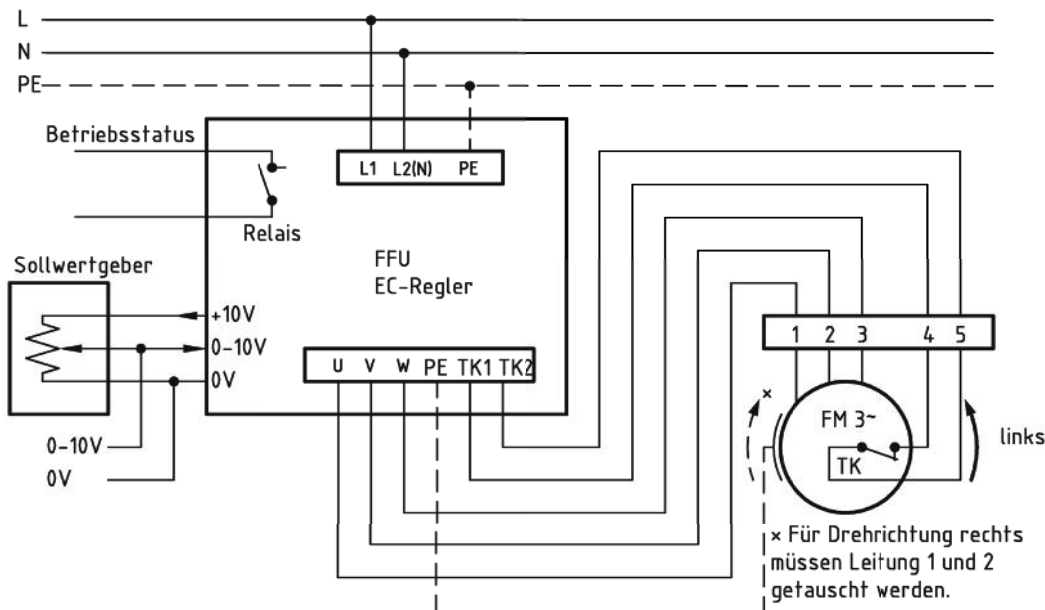 L
N
PE
Betriebsstatus
L1 L2(N) PE
Relais
Sollwertgeber
FFU
EC-Regler
+10V
0-10V
0V
U V W PE TK1 TK2
0-10V
0V
1 2 3 4 5
×
FM 3~
TK
links
× Für Drehrichtung rechts
müssen Leitung 1 und 2
getauscht werden.